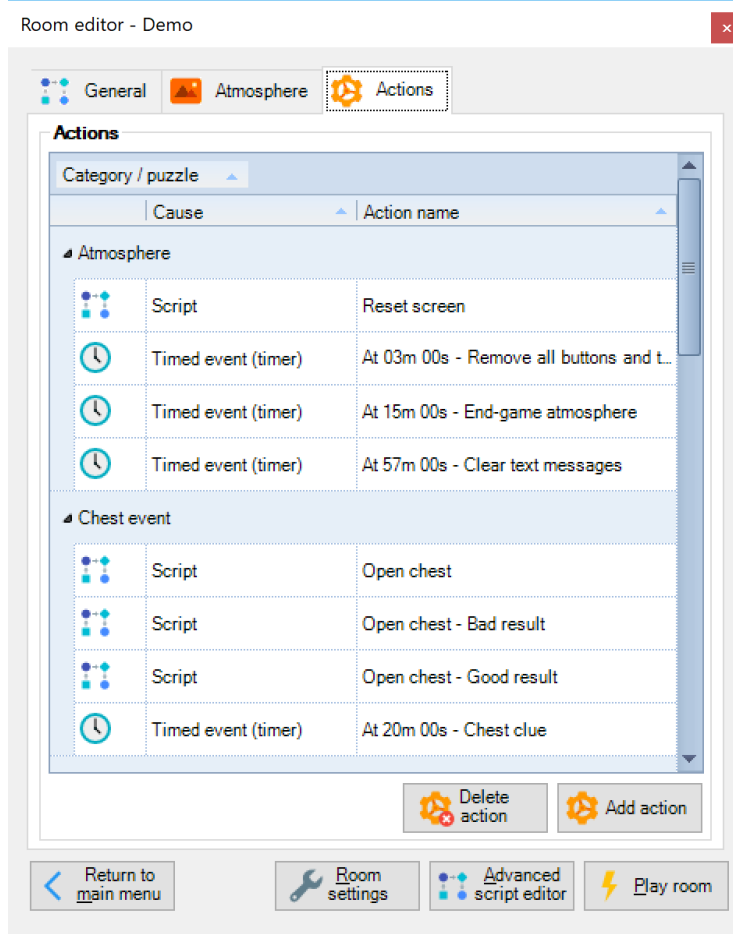 Room editor - Demo
General
Atmosphere
Actions
Actions
Category / puzzle
Cause
Action name
Atmosphere
Script
Reset screen
Timed event (timer)
At 03m 00s - Remove all buttons and t...
Timed event (timer)
At 15m 00s - End-game atmosphere
Timed event (timer)
At 57m 00s - Clear text messages
Chest event
Script
Open chest
Script
Open chest - Bad result
Script
Open chest - Good result
Timed event (timer)
At 20m 00s - Chest clue
Delete
action
Add action
Return to
main menu
Room
settings
Advanced
script editor
Play room